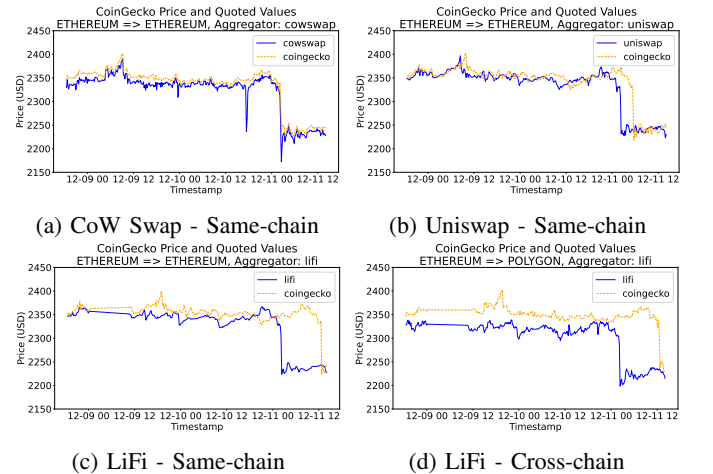 CoinGecko Price and Quoted Values
ETHEREUM => ETHEREUM, Aggregator: cowswap
2450
2400
2350
2300
2250
2200
2150
Price (USD)
cowswap
coingecko
12-09 00 12-09 12 12-10 00 12-10 12 12-11 00 12-11 12
Timestamp
(a) CoW Swap - Same-chain
CoinGecko Price and Quoted Values
ETHEREUM => ETHEREUM, Aggregator: uniswap
2450
2400
2350
2300
2250
2200
2150
Price (USD)
uniswap
coingecko
12-09 00 12-09 12 12-10 00 12-10 12 12-11 00 12-11 12
Timestamp
(b) Uniswap - Same-chain
CoinGecko Price and Quoted Values
ETHEREUM => ETHEREUM, Aggregator: lifi
2450
2400
2350
2300
2250
2200
2150
Price (USD)
lifi
coingecko
12-09 00 12-09 12 12-10 00 12-10 12 12-11 00 12-11 12
Timestamp
(c) LiFi - Same-chain
CoinGecko Price and Quoted Values
ETHEREUM => POLYGON, Aggregator: lifi
2450
2400
2350
2300
2250
2200
2150
Price (USD)
lifi
coingecko
12-09 00 12-09 12 12-10 00 12-10 12 12-11 00 12-11 12
Timestamp
(d) LiFi - Cross-chain